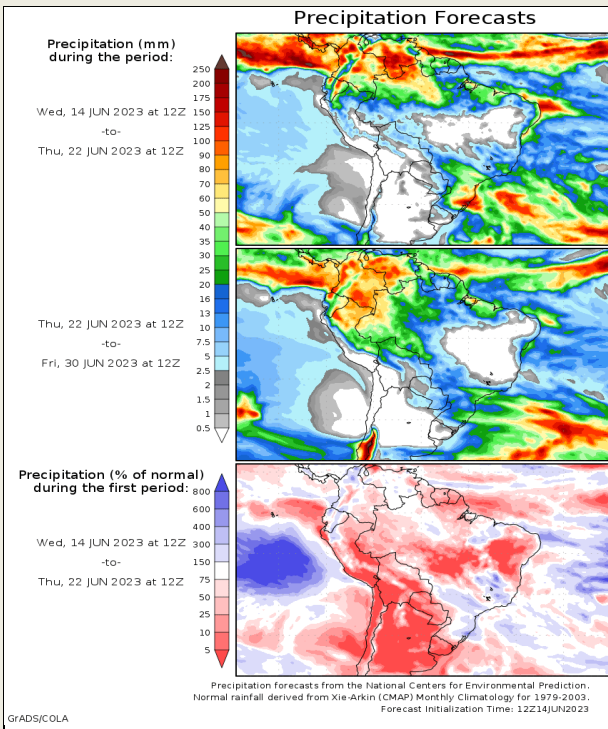 Precipitation Forecasts
Precipitation (mm)
during the period:
Wed, 14 JUN 2023 at 12Z
-to-
Thu, 22 JUN 2023 at 12Z
250
200
175
150
125
100
90
80
70
60
50
40
35
30
25
20
16
13
10
7.5
5
2.5
2
1.5
1
0.5
Thu, 22 JUN 2023 at 12Z
-to-
Fri, 30 JUN 2023 at 12Z
Precipitation (% of normal)
during the first period:
Wed, 14 JUN 2023 at 12Z
-to-
Thu, 22 JUN 2023 at 12Z
800
600
400
300
150
75
50
25
10
5
Precipitation forecasts from the National Centers for Environmental Prediction.
Normal rainfall derived from Xie-Arkin (CMAP) Monthly Climatology for 1979-2003.
Forecast Initialization Time: 12Z14JUN2023
GrADS/COLA